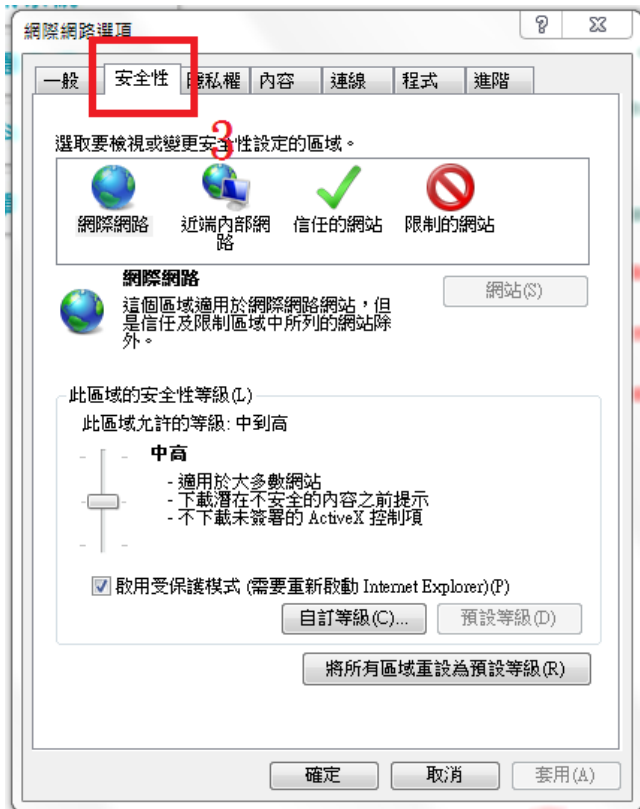 網際網路選項
一般 安全性 隱私權 內容 連線 程式 進階
3
選取要檢視或變更安全性設定的區域。
網際網路 近端內部網路 信任的網站 限制的網站
網際網路
網站(S)
這個區域適用於網際網路網站，但
是信任及限制區域中所列的網站除
外。
此區域的安全性等級(L)
此區域允許的等級: 中到高
中高
- 適用於大多數網站
- 下載潛在不安全的內容之前提示
- 不下載未簽署的 ActiveX 控制項
啟用受保護模式 (需要重新啟動 Internet Explorer)(P)
自訂等級(C)... 預設等級(D)
將所有區域重設為預設等級(R)
確定 取消 套用(A)